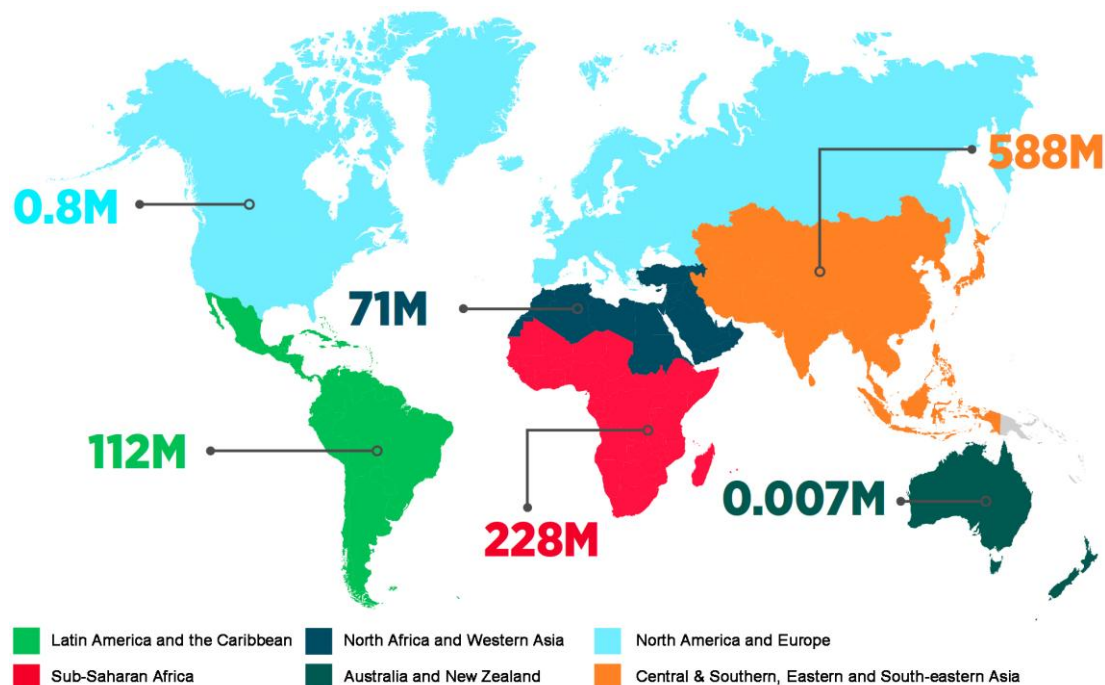 588M
0.8M
71M
112M
0.007M
228M
Latin America and the Caribbean
North Africa and Western Asia
North America and Europe
Sub-Saharan Africa
Australia and New Zealand
Central & Southern, Eastern and South-eastern Asia